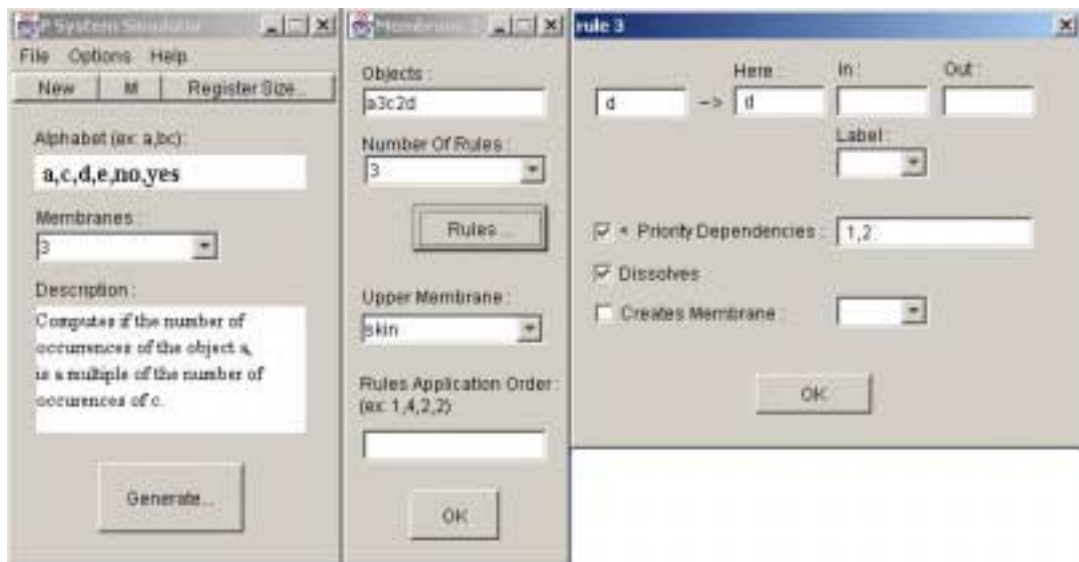 P System Simulator
File Options Help
New M Register Size...
Alphabet (ex: a,bc):
a,c,d,e,no,yes
Membranes :
3
Description :
Computes if the number of
occurrences of the object a,
is a multiple of the number of
occurences of c.
Generate...
Membrane
Objects :
a3c2d
Number Of Rules :
3
Rules ...
Upper Membrane :
skin
Rules Application Order :
(ex: 1,4,2,2)
OK
rule 3
Here : In : Out :
d -> d
Label :
< Priority Dependencies : 1,2
Dissolves
Creates Membrane :
OK